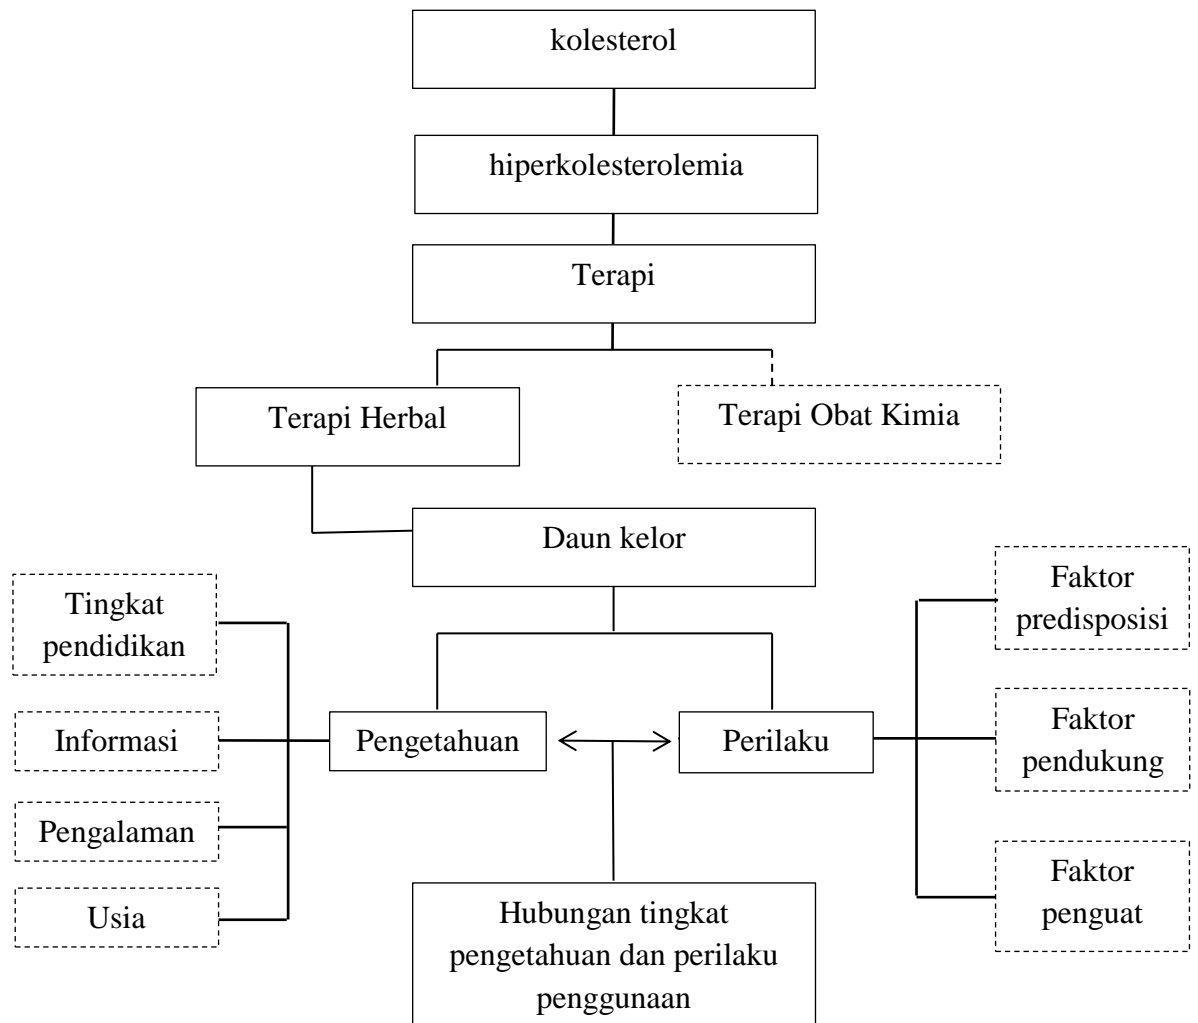 kolesterol
hiperkolesterolemia
Terapi
Terapi Herbal
Terapi Obat Kimia
Daun kelor
Tingkat
pendidikan
Informasi
Pengalaman
Usia
Pengetahuan
Perilaku
Faktor
predisposisi
Faktor
pendukung
Faktor
penguat
Hubungan tingkat
pengetahuan dan perilaku
penggunaan